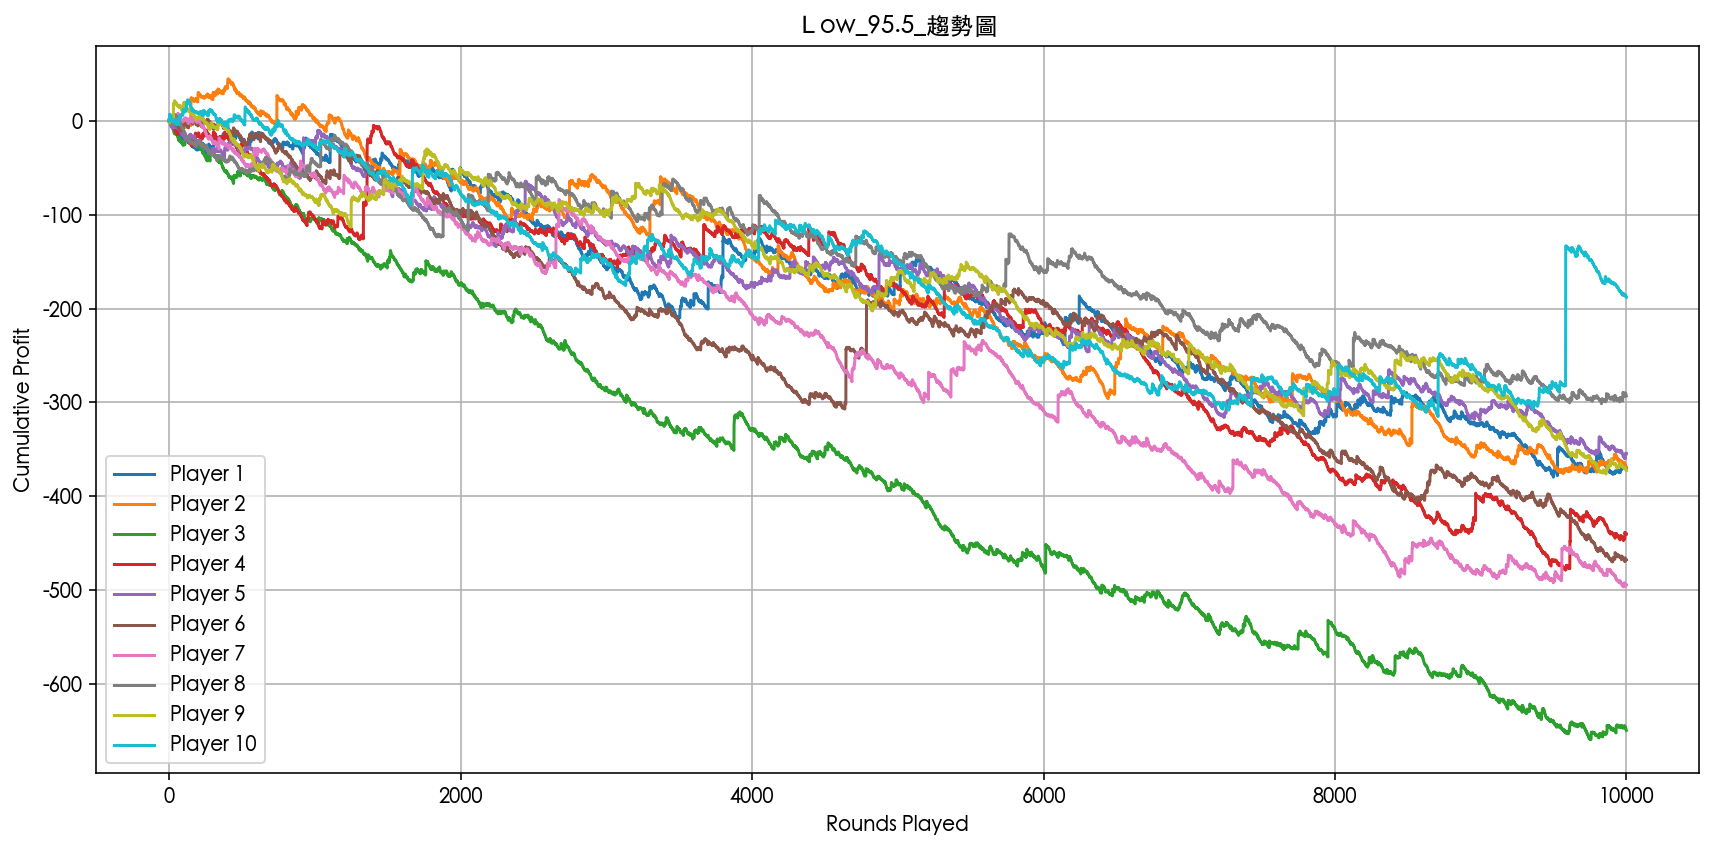 Low_95.5_趨勢圖
Cumulative Profit
0
-100
-200
-300
-400
-500
-600
Player 1
Player 2
Player 3
Player 4
Player 5
Player 6
Player 7
Player 8
Player 9
Player 10
0 2000 4000 6000 8000 10000
Rounds Played